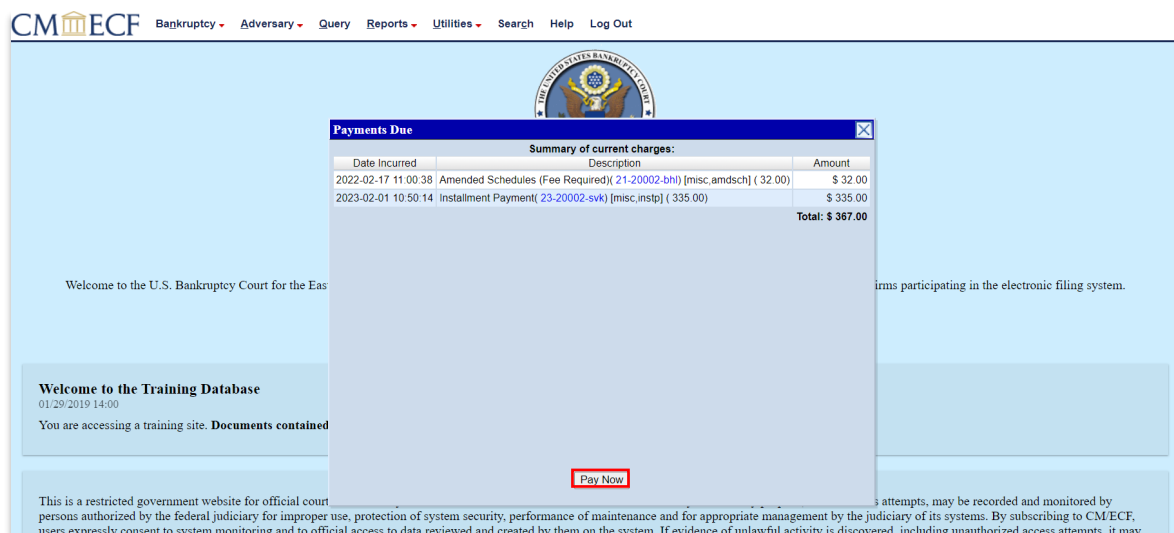 CM ECF Bankruptcy Adversary Query Reports Utilities Search Help Log Out
THE UNITED STATES BANKRUPTCY COURT
Payments Due
Summary of current charges:
Date Incurred Description Amount
2022-02-17 11:00:38 Amended Schedules (Fee Required)( 21-20002-bhl) [misc,amdsch] ( 32.00) $ 32.00
2023-02-01 10:50:14 Installment Payment( 23-20002-svk) [misc,instp] ( 335.00) $ 335.00
Total: $ 367.00
Welcome to the U.S. Bankruptcy Court for the Eas
irms participating in the electronic filing system.
Welcome to the Training Database
01/29/2019 14:00
You are accessing a training site. Documents contained
Pay Now
This is a restricted government website for official court
s attempts, may be recorded and monitored by
persons authorized by the federal judiciary for improper use, protection of system security, performance of maintenance and for appropriate management by the judiciary of its systems. By subscribing to CM/ECF,
users expressly consent to system monitoring and to official access to data reviewed and created by them on the system. If evidence of unlawful activity is discovered, including unauthorized access attempts, it may